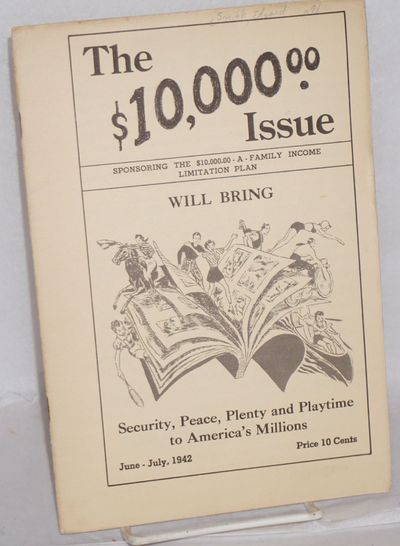 The
$10,000.00
Issue
SPONSORING THE $10,000.00 - A - FAMILY INCOME
LIMITATION PLAN
WILL BRING
Security, Peace, Plenty and Playtime
to America's Millions
June - July, 1942
Price 10 Cents